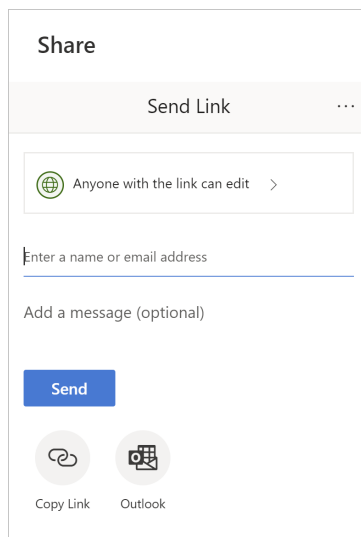 Share
Send Link
Anyone with the link can edit
Enter a name or email address
Add a message (optional)
Send
Copy Link Outlook